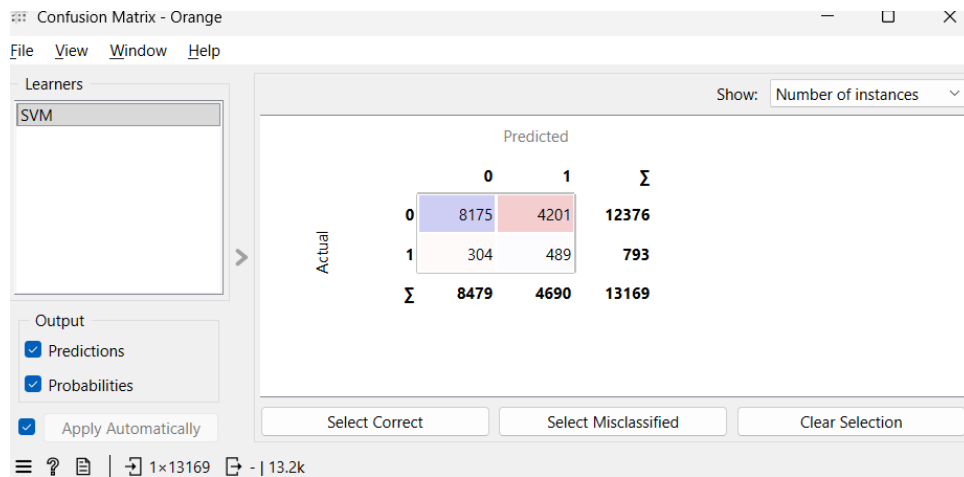 Confusion Matrix - Orange
File View Window Help
Learners
SVM
Show: Number of instances
Predicted
0 1 Σ
0 8175 4201 12376
Actual
1 304 489 793
Σ 8479 4690 13169
Output
Predictions
Probabilities
Apply Automatically
Select Correct Select Misclassified Clear Selection
1×13169 - | 13.2k